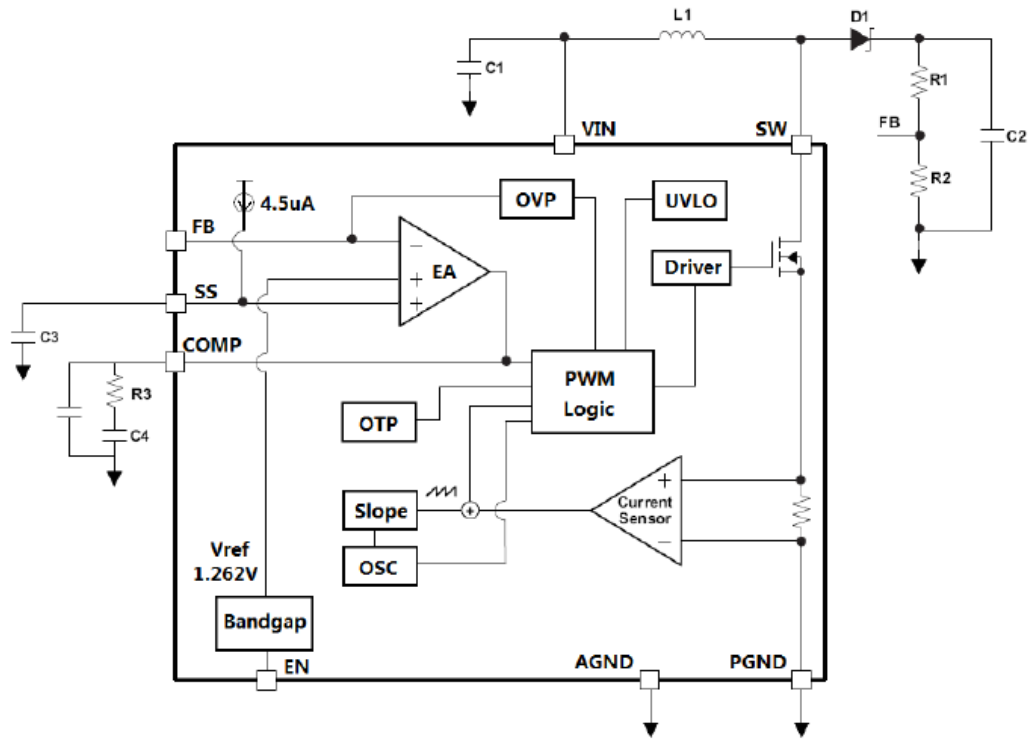 L1
D1
C1
R1
VIN
SW
FB
C2
R2
4.5uA
OVP
UVLO
FB
−
EA
Driver
+
SS
+
C3
COMP
PWM
Logic
R3
OTP
C4
+
Current
Sensor
Slope
+
−
Vref
OSC
1.262V
Bandgap
EN
AGND
PGND